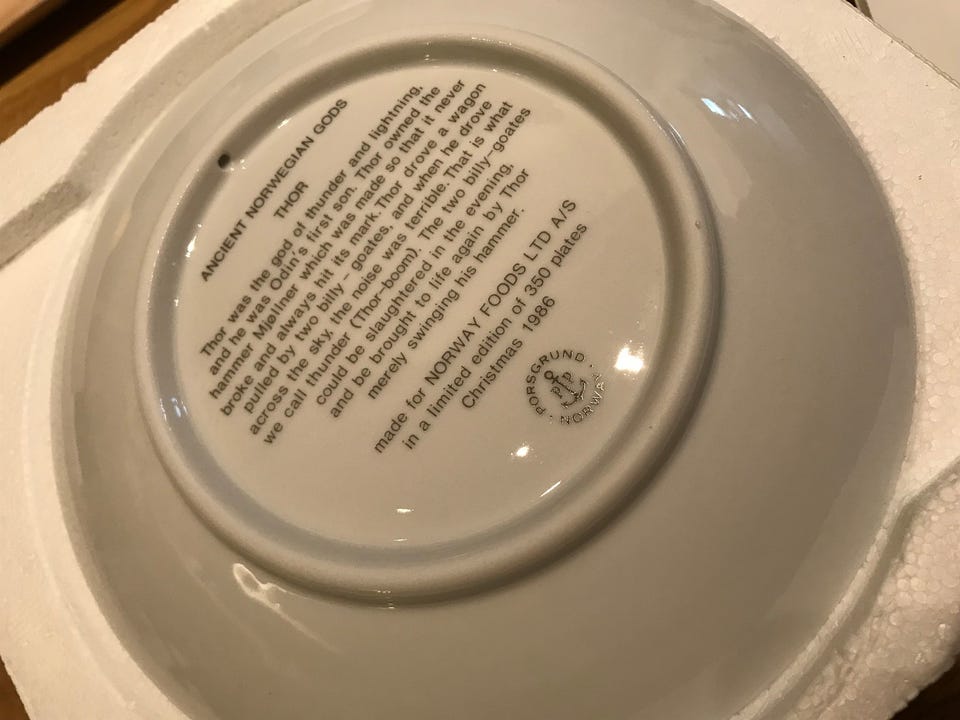 ANCIENT NORWEGIAN GODS
THOR
Thor was the god of thunder and lightning,
and he was Odin's first son. Thor owned the
hammer Mjøllner which was made so that it never
broke and always hit its mark. Thor drove a wagon
pulled by two billy - goates, and when he drove
across the sky, the noise was terrible. That is what
we call thunder (Thor-boom). The two billy-goates
could be slaughtered in the evening,
and be brought to life again by Thor
merely swinging his hammer.
made for NORWAY FOODS LTD A/S
in a limited edition of 350 plates
Christmas 1986
PORSGRUND
PP
NORWAY